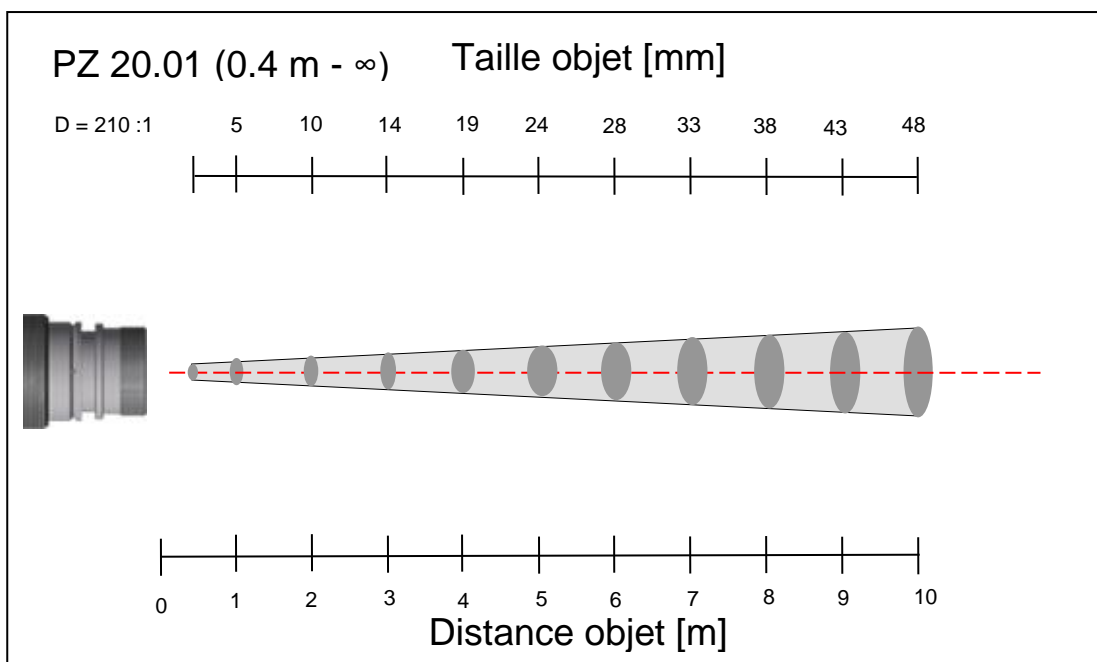 PZ 20.01 (0.4 m - ∞) Taille objet [mm]
D = 210 :1 5 10 14 19 24 28 33 38 43 48
0 1 2 3 4 5 6 7 8 9 10
Distance objet [m]